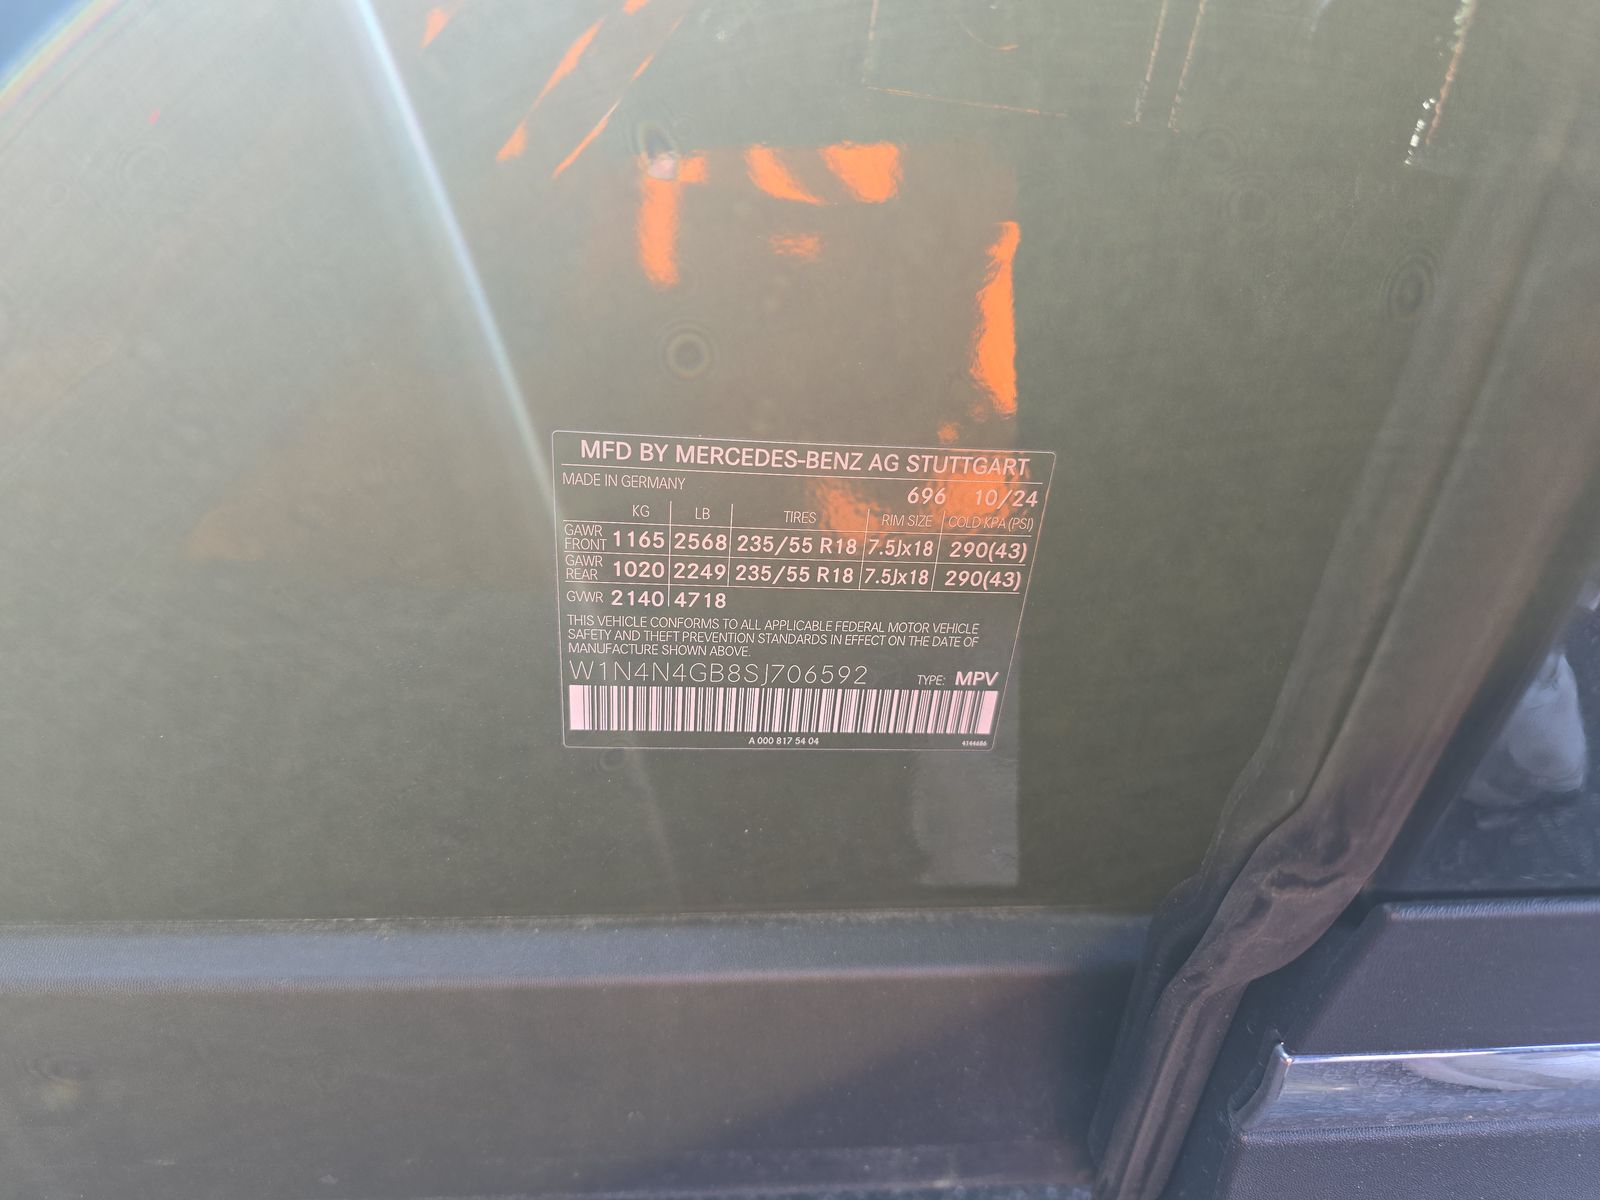 MFD BY MERCEDES-BENZ AG STUTTGART
MADE IN GERMANY
696 10/24
KG LB TIRES RIM SIZE COLD KPA (PSI)
GAWR FRONT 1165 2568 235/55 R18 7.5Jx18 290(43)
GAWR REAR 1020 2249 235/55 R18 7.5Jx18 290(43)
GVWR 2140 4718
THIS VEHICLE CONFORMS TO ALL APPLICABLE FEDERAL MOTOR VEHICLE
SAFETY AND THEFT PREVENTION STANDARDS IN EFFECT ON THE DATE OF
MANUFACTURE SHOWN ABOVE.
W1N4N4GB8SJ706592 TYPE: MPV
A 000 817 54 04 4144686